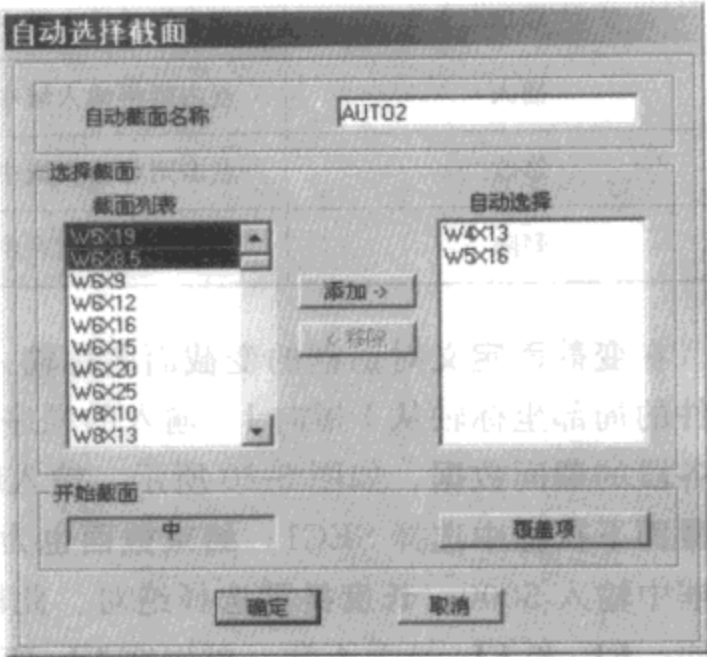 自动选择截面
自动截面名称 AUTO2
选择截面
截面列表 自动选择
W5X19
W6X8.5
W6X9
W6X12
W6X16
W6X15
W6X20
W6X25
W8X10
W8X13
添加->
<-移除
W4X13
W5X16
开始截面
中 覆盖项
确定 取消